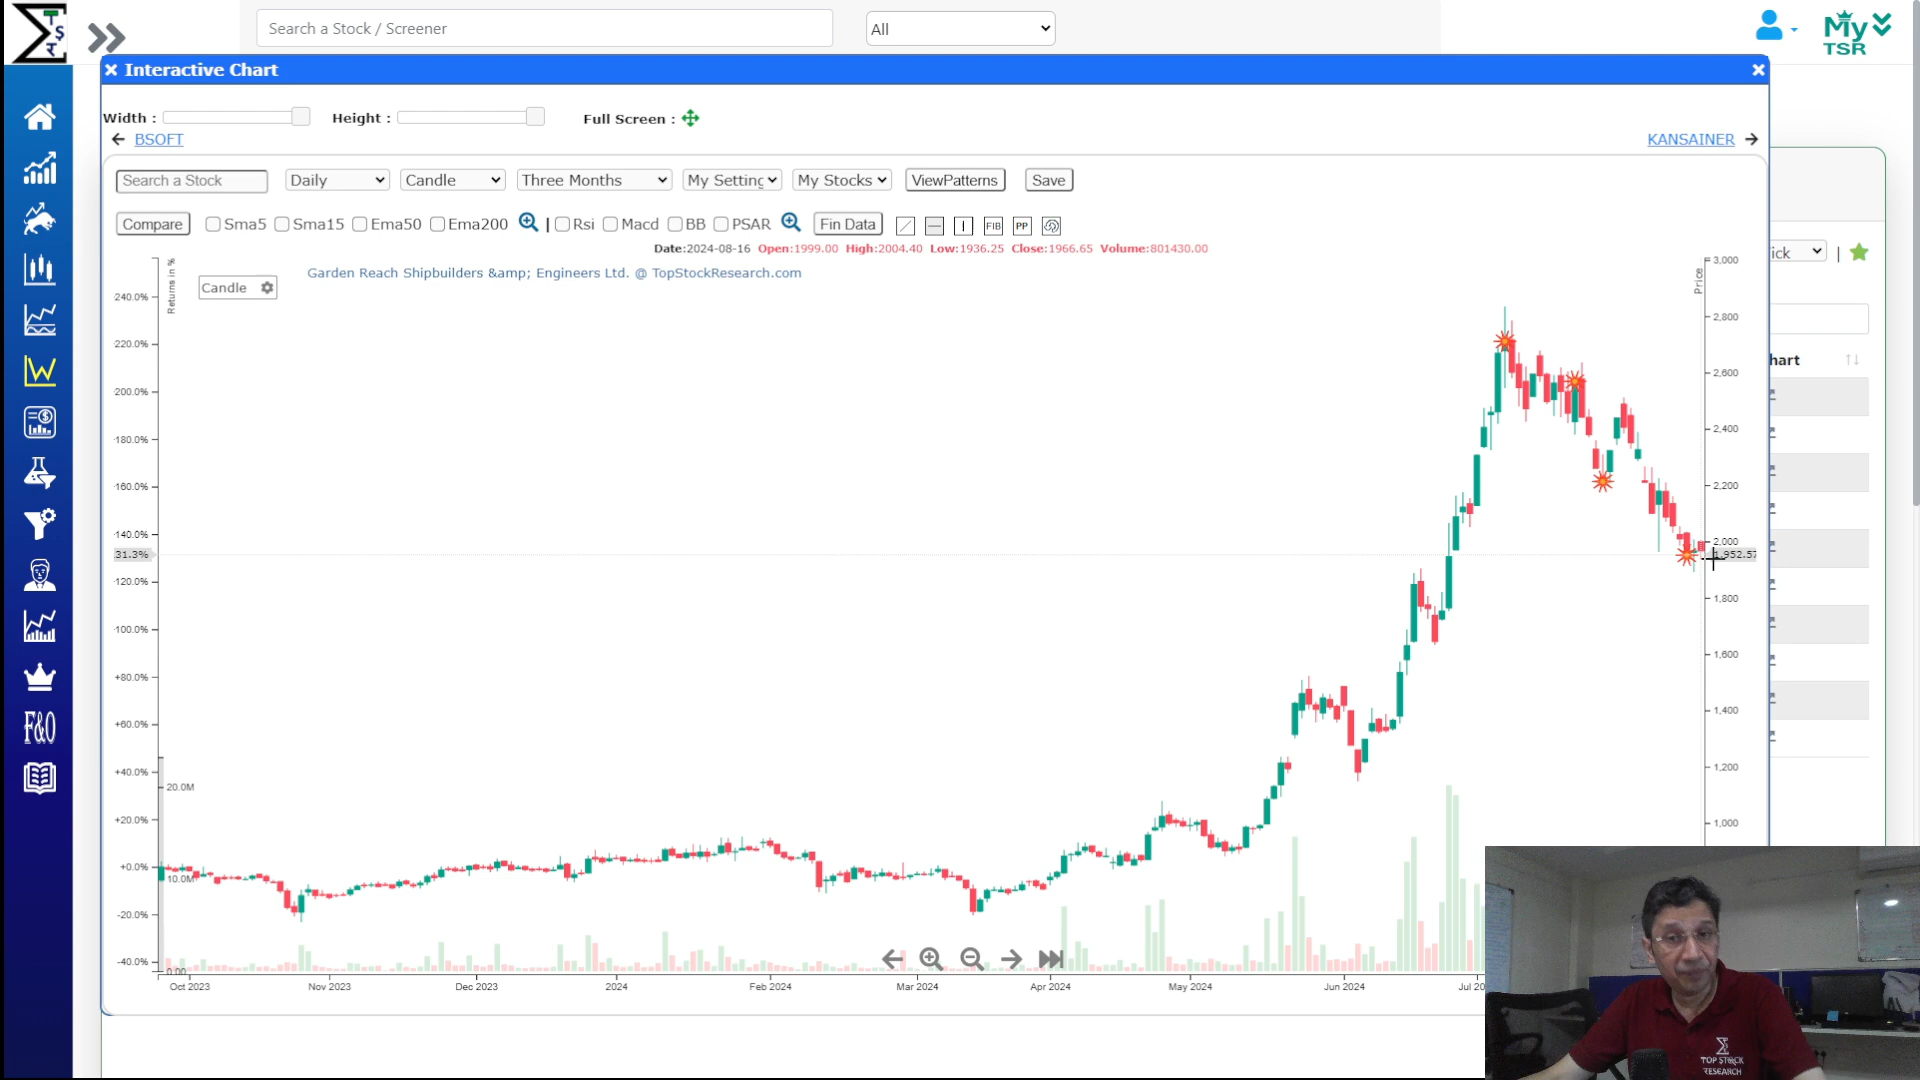 Search a Stock / Screener
All
My
TSR
Interactive Chart
Width :
Height :
Full Screen :
BSOFT
KANSAINER
Search a Stock
Daily
Candle
Three Months
My Setting
My Stocks
ViewPatterns
Save
Compare
Sma5
Sma15
Ema50
Ema200
|
Rsi
Macd
BB
PSAR
Fin Data
FIB
PP
Date:2024-08-16 Open:1999.00 High:2004.40 Low:1936.25 Close:1966.65 Volume:801430.00
Garden Reach Shipbuilders &amp; Engineers Ltd. @ TopStockResearch.com
Candle
Returns in %
Price
ick
|
hart
240.0%
220.0%
200.0%
180.0%
160.0%
140.0%
31.3%
120.0%
100.0%
+80.0%
+60.0%
+40.0%
+20.0%
+0.0%
-20.0%
-40.0%
20.0M
10.0M
0.00
3,000
2,800
2,600
2,400
2,200
2,000
1,952.57
1,800
1,600
1,400
1,200
1,000
Oct 2023
Nov 2023
Dec 2023
2024
Feb 2024
Mar 2024
Apr 2024
May 2024
Jun 2024
Jul 20
F&O
TOP STOCK
RESEARCH